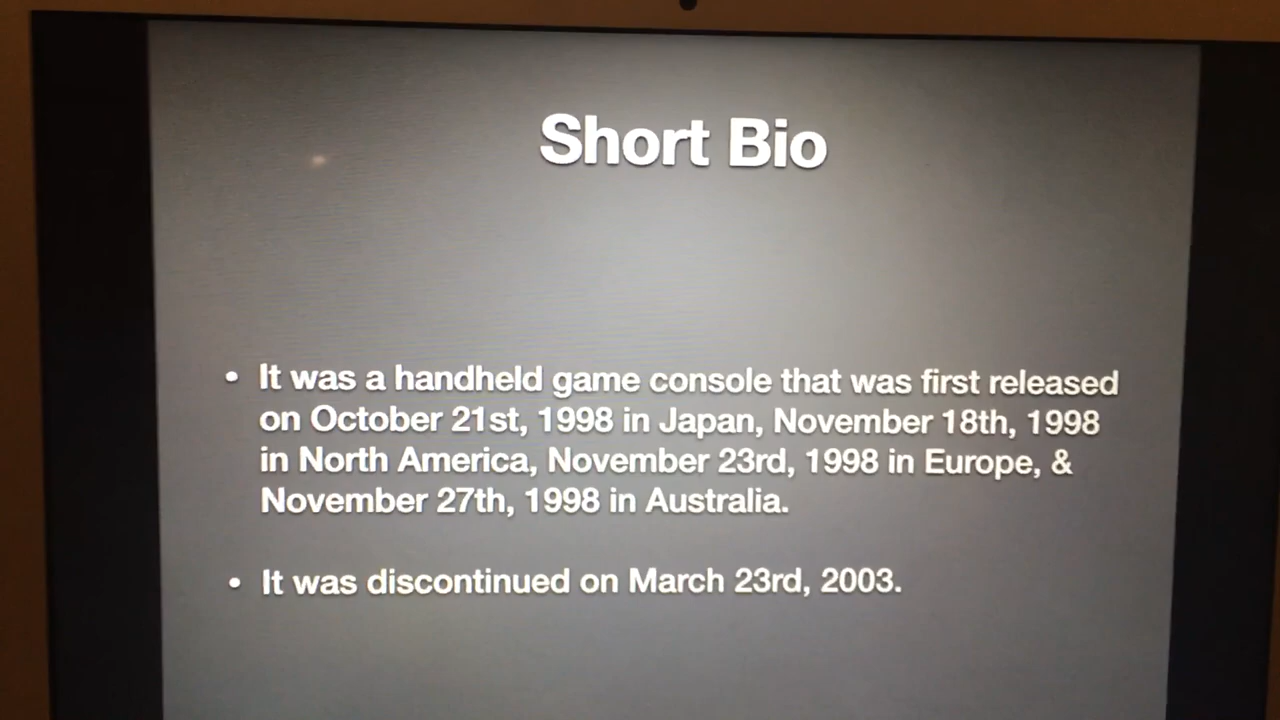 Short Bio
• It was a handheld game console that was first released
on October 21st, 1998 in Japan, November 18th, 1998
in North America, November 23rd, 1998 in Europe, &
November 27th, 1998 in Australia.
• It was discontinued on March 23rd, 2003.